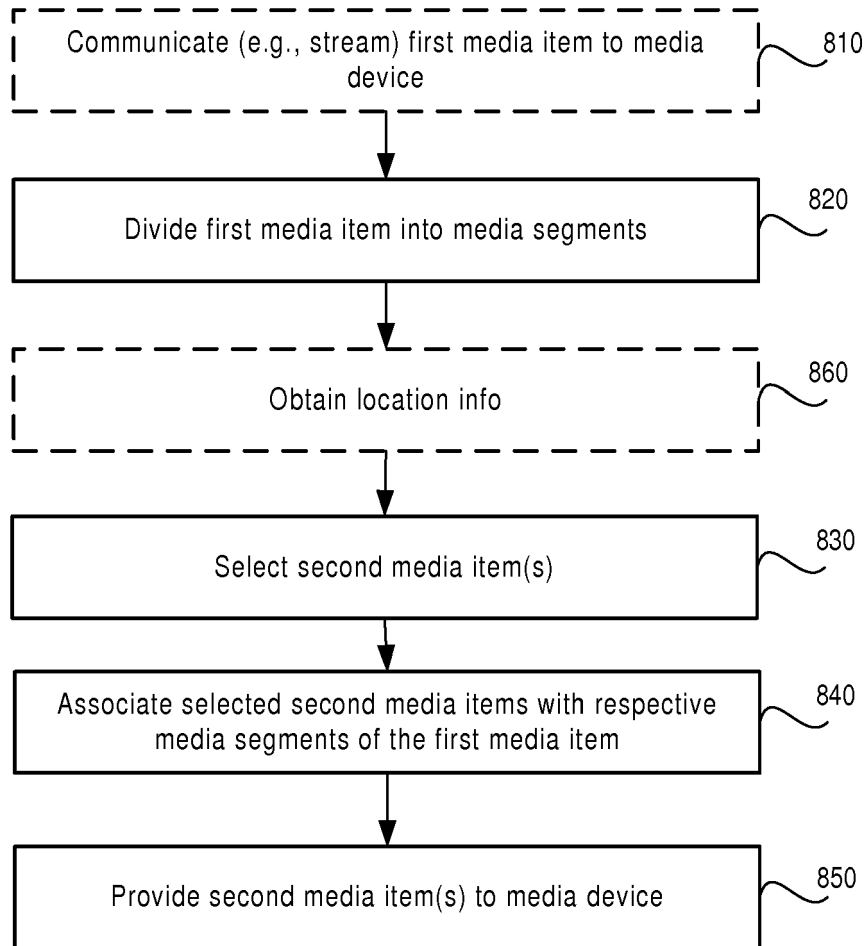 Communicate (e.g., stream) first media item to media
device
810
Divide first media item into media segments
820
Obtain location info
860
Select second media item(s)
830
Associate selected second media items with respective
media segments of the first media item
840
Provide second media item(s) to media device
850